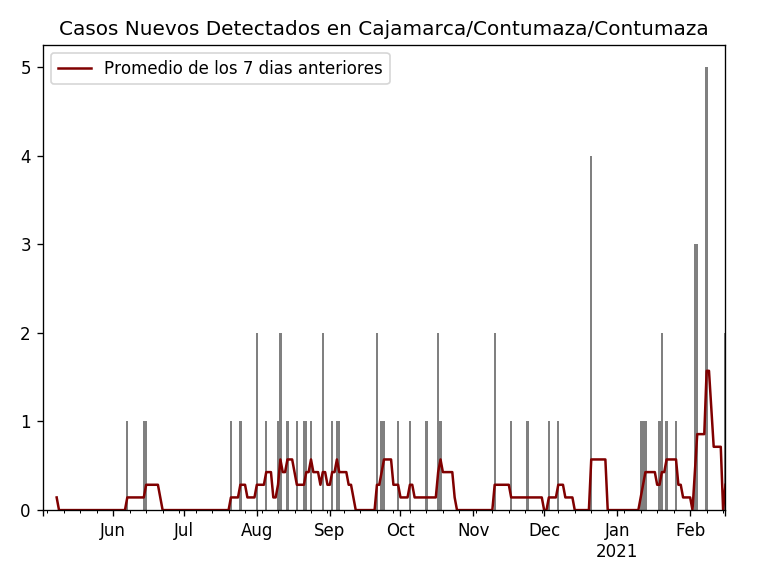 Casos Nuevos Detectados en Cajamarca/Contumaza/Contumaza
Promedio de los 7 dias anteriores
5
4
3
2
1
0
Jun Jul Aug Sep Oct Nov Dec Jan Feb
2021